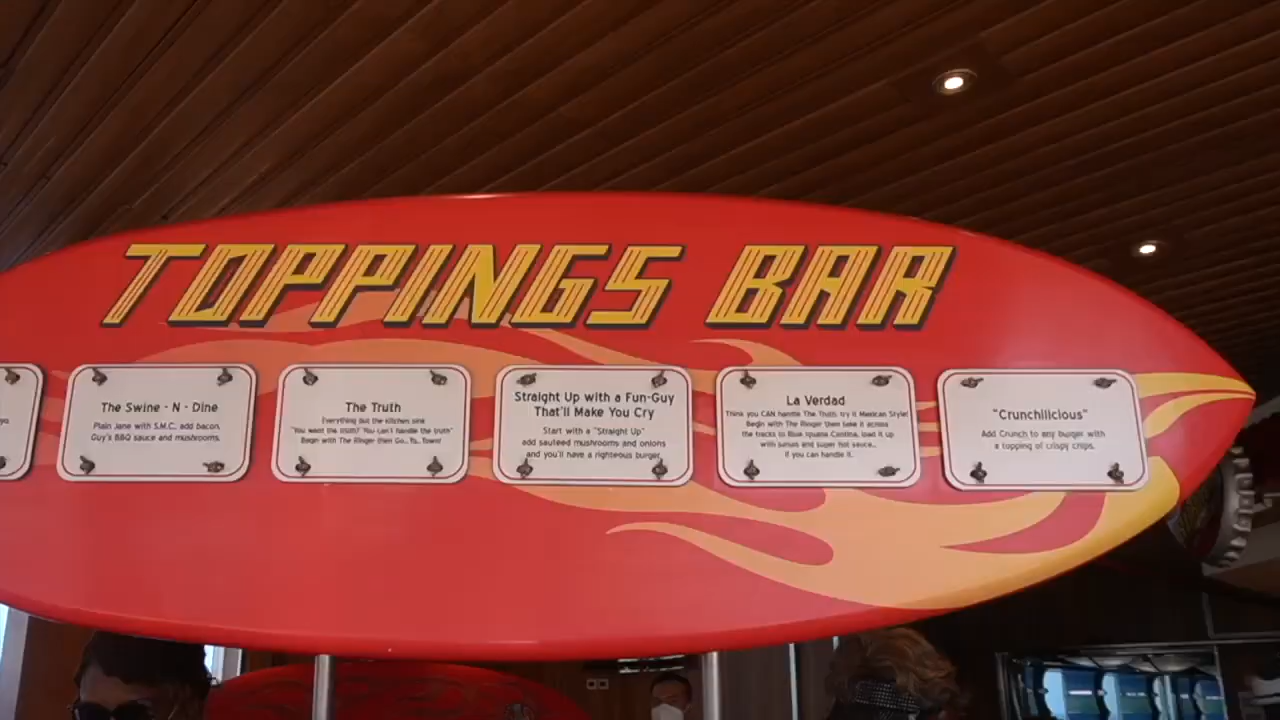 TOPPINGS BAR
The Swine - N - Dine
Plain Jane with S.M.C. add bacon,
Guy's BBQ sauce and mushrooms.
The Truth
Everything but the kitchen sink
"You want the truth? You can't handle the truth"
Begin with The Ringer then Go.. To.. Town!
Straight Up with a Fun-Guy
That'll Make You Cry
Start with a "Straight Up"
add sauteed mushrooms and onions
and you'll have a righteous burger.
La Verdad
Think you CAN handle The Truth, try it Mexican Style!
Begin with The Ringer then take it across
the tracks to Blue Iguana Cantina, load it up
with salsas and super hot sauce...
if you can handle it.
"Crunchilicious"
Add Crunch to any burger with
a topping of crispy chips.